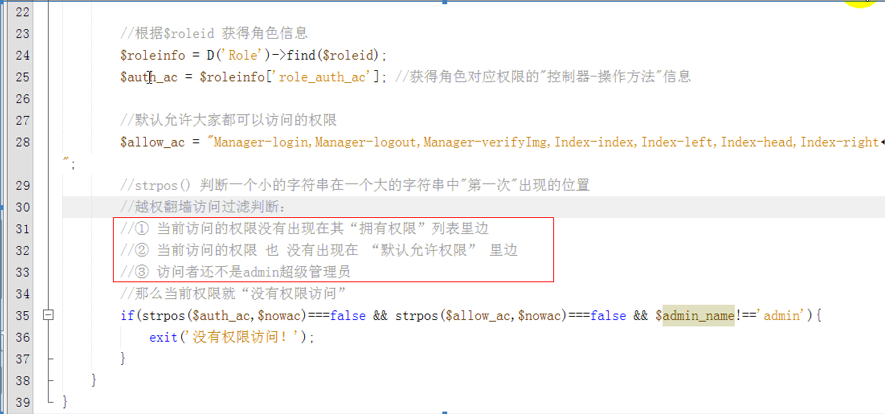 22
23 //根据$roleid 获得角色信息
24 $roleinfo = D('Role')->find($roleid);
25 $auth_ac = $roleinfo['role_auth_ac']; //获得角色对应权限的"控制器-操作方法"信息
26
27 //默认允许大家都可以访问的权限
28 $allow_ac = "Manager-login,Manager-logout,Manager-verifyImg,Index-index,Index-left,Index-head,Index-right
";
29 //strpos() 判断一个小的字符串在一个大的字符串中"第一次"出现的位置
30 //越权翻墙访问过滤判断：
31 //① 当前访问的权限没有出现在其“拥有权限”列表里边
32 //② 当前访问的权限 也 没有出现在 “默认允许权限” 里边
33 //③ 访问者还不是admin超级管理员
34 //那么当前权限就“没有权限访问”
35 if(strpos($auth_ac,$nowac)===false && strpos($allow_ac,$nowac)===false && $admin_name!=='admin'){
36 exit('没有权限访问！');
37 }
38 }
39 }